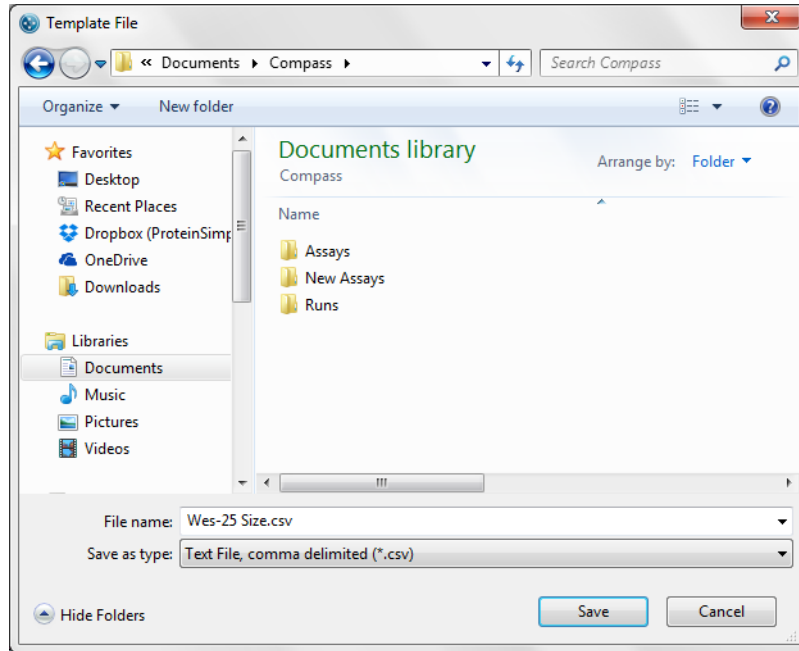 Template File
« Documents Compass
Search Compass
Organize New folder
Favorites
Desktop
Recent Places
Dropbox (ProteinSimp
OneDrive
Downloads
Libraries
Documents
Music
Pictures
Videos
Documents library
Compass
Arrange by: Folder
Name
Assays
New Assays
Runs
File name: Wes-25 Size.csv
Save as type: Text File, comma delimited (*.csv)
Hide Folders
Save
Cancel